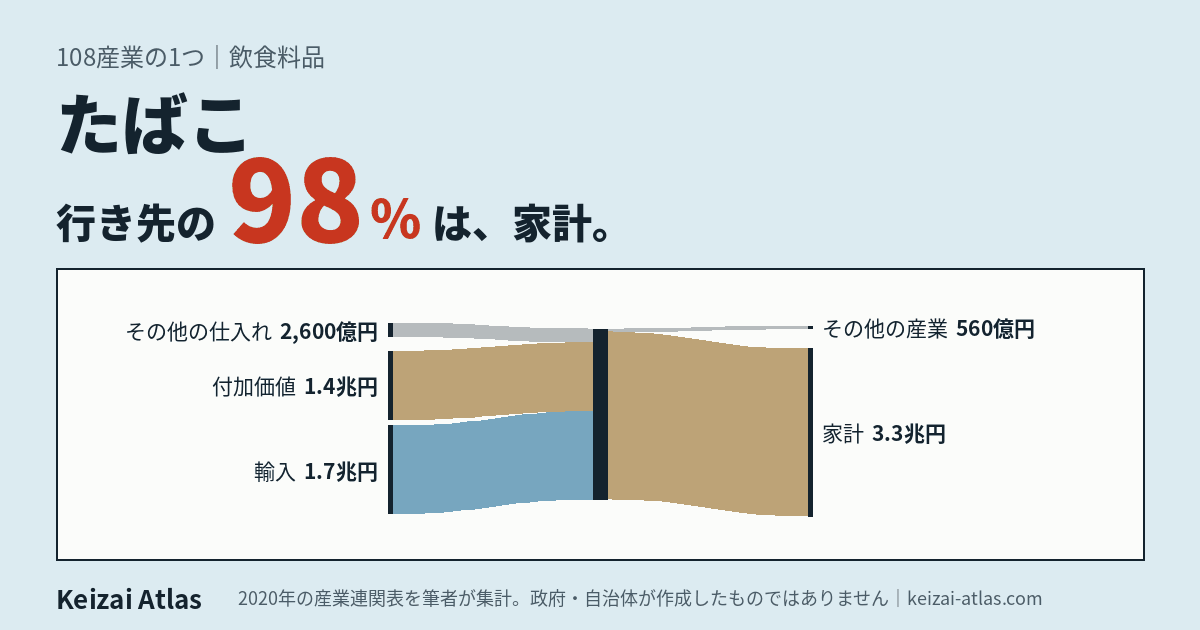 108産業の1つ｜飲食料品
たばこ
行き先の 98% は、家計。
その他の仕入れ 2,600億円
付加価値 1.4兆円
輸入 1.7兆円
その他の産業 560億円
家計 3.3兆円
Keizai Atlas 2020年の産業連関表を筆者が集計。政府・自治体が作成したものではありません｜keizai-atlas.com